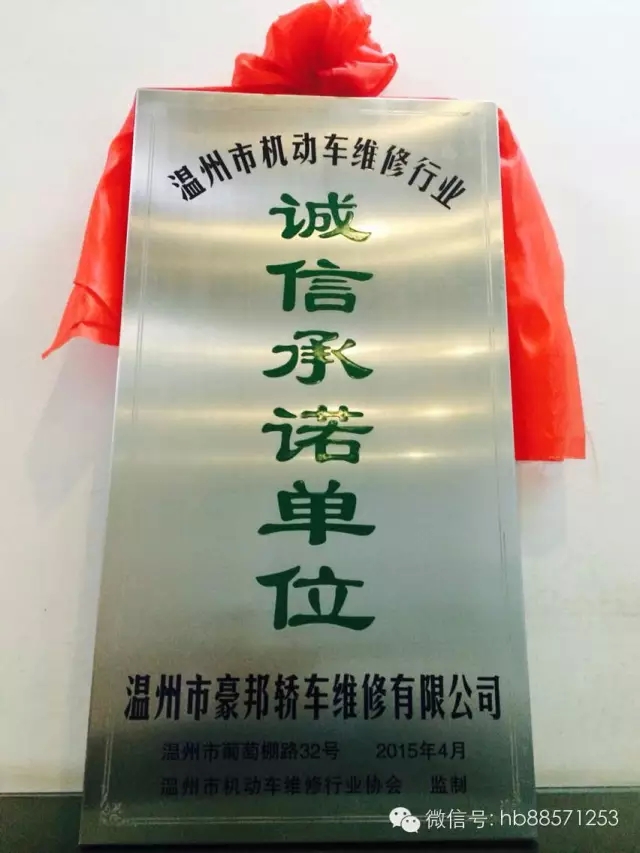 温州市机动车维修行业
诚信承诺单位
温州市豪邦轿车维修有限公司
温州市葡萄棚路32号 2015年4月
温州市机动车维修行业协会 监制
微信号: hb88571253